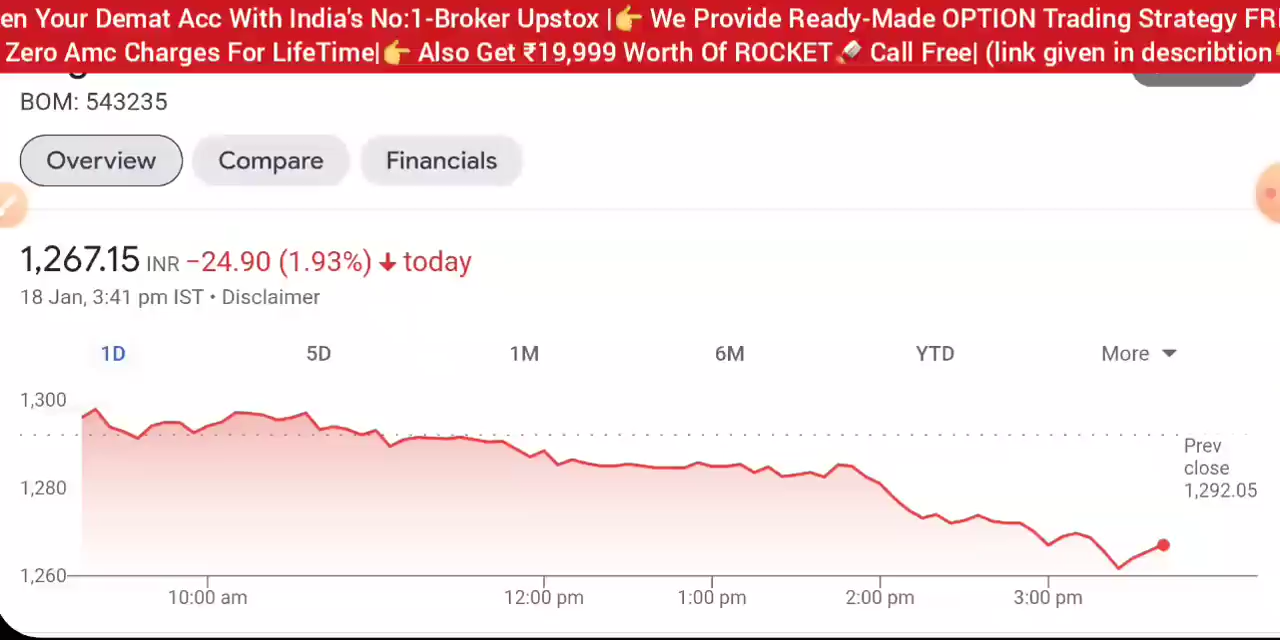 en Your Demat Acc With India's No:1-Broker Upstox |👉 We Provide Ready-Made OPTION Trading Strategy FR
Zero Amc Charges For LifeTime|👉 Also Get ₹19,999 Worth Of ROCKET🚀 Call Free| (link given in describtion
BOM: 543235
Overview Compare Financials
1,267.15 INR −24.90 (1.93%) ↓ today
18 Jan, 3:41 pm IST • Disclaimer
1D 5D 1M 6M YTD More
1,300
Prev
close
1,292.05
1,280
1,260
10:00 am 12:00 pm 1:00 pm 2:00 pm 3:00 pm